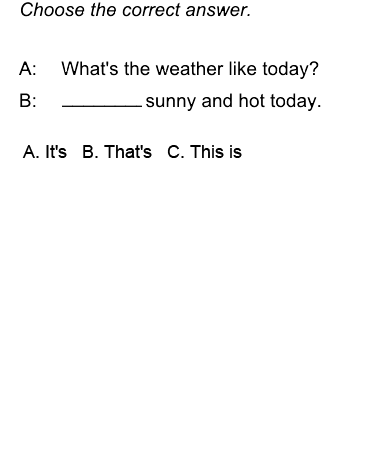 Choose the correct answer.
A: What's the weather like today?
B: ________ sunny and hot today.
A. It's B. That's C. This is